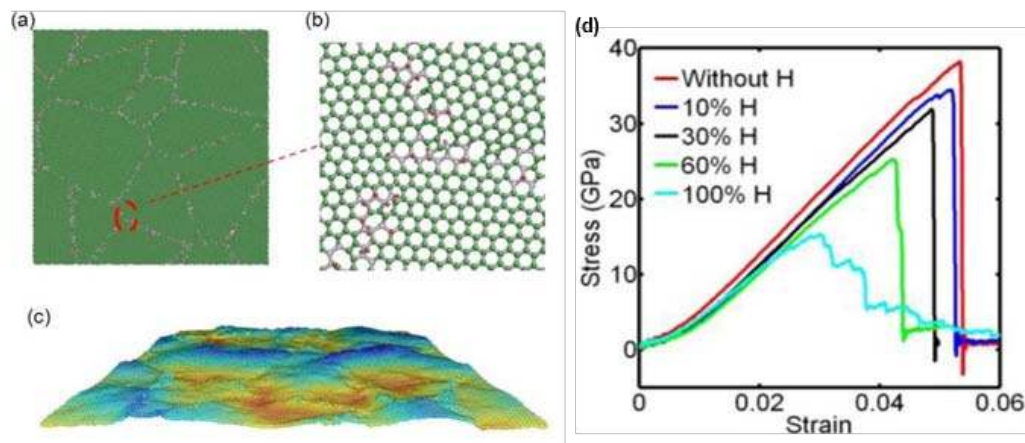 (a)
(b)
(c)
(d)
40
30
20
10
0
Stress (GPa)
Without H
10% H
30% H
60% H
100% H
0
0.02
0.04
0.06
Strain